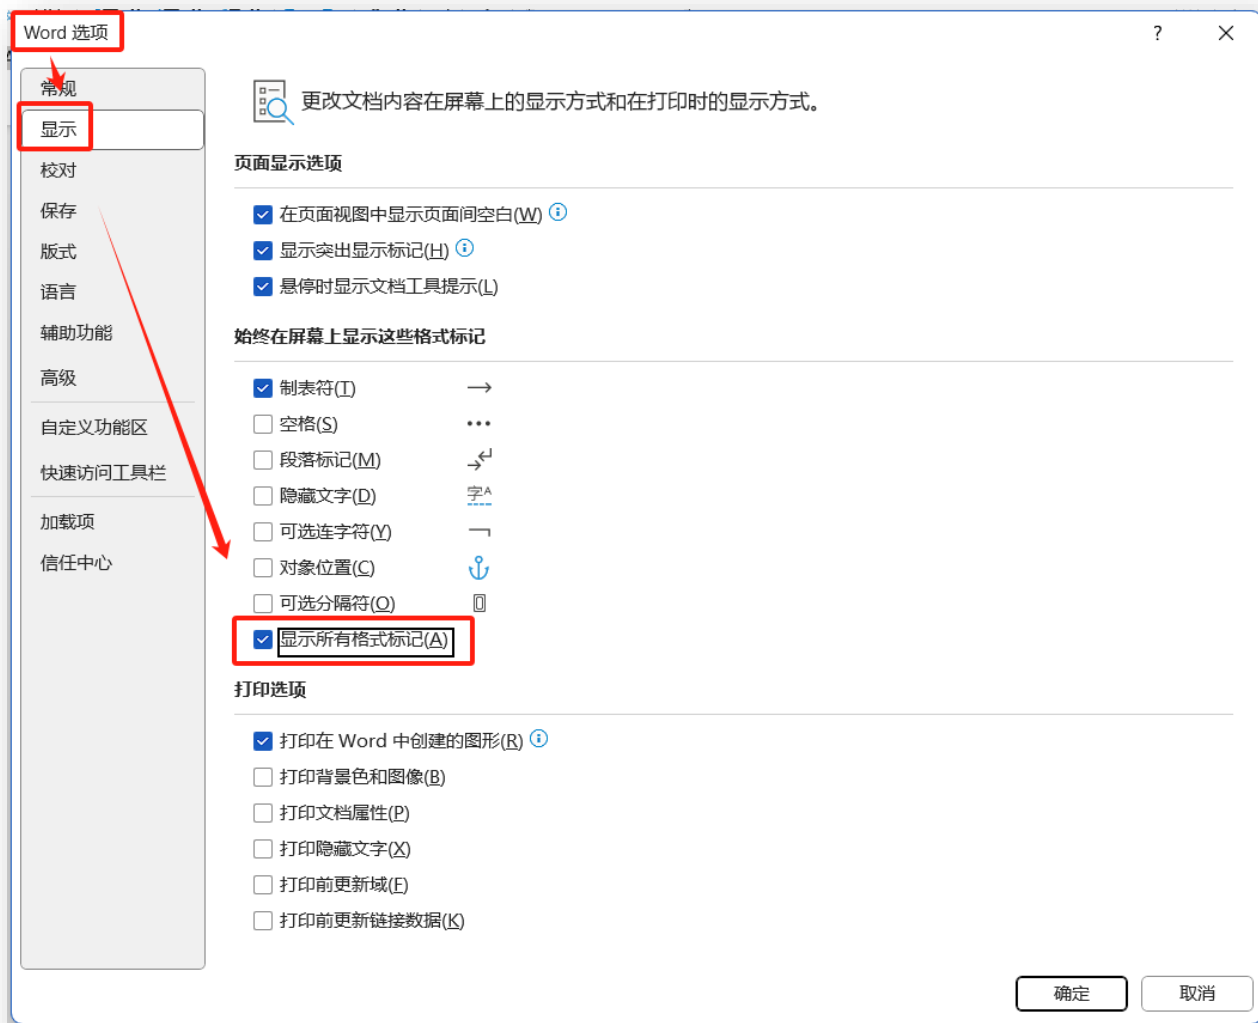 Word 选项
?
常规
显示
校对
保存
版式
语言
辅助功能
高级
自定义功能区
快速访问工具栏
加载项
信任中心
更改文档内容在屏幕上的显示方式和在打印时的显示方式。
页面显示选项
在页面视图中显示页面间空白(W)
显示突出显示标记(H)
悬停时显示文档工具提示(L)
始终在屏幕上显示这些格式标记
制表符(T)
空格(S)
段落标记(M)
隐藏文字(D) 字A
可选连字符(Y)
对象位置(C)
可选分隔符(O)
显示所有格式标记(A)
打印选项
打印在 Word 中创建的图形(R)
打印背景色和图像(B)
打印文档属性(P)
打印隐藏文字(X)
打印前更新域(F)
打印前更新链接数据(K)
确定
取消